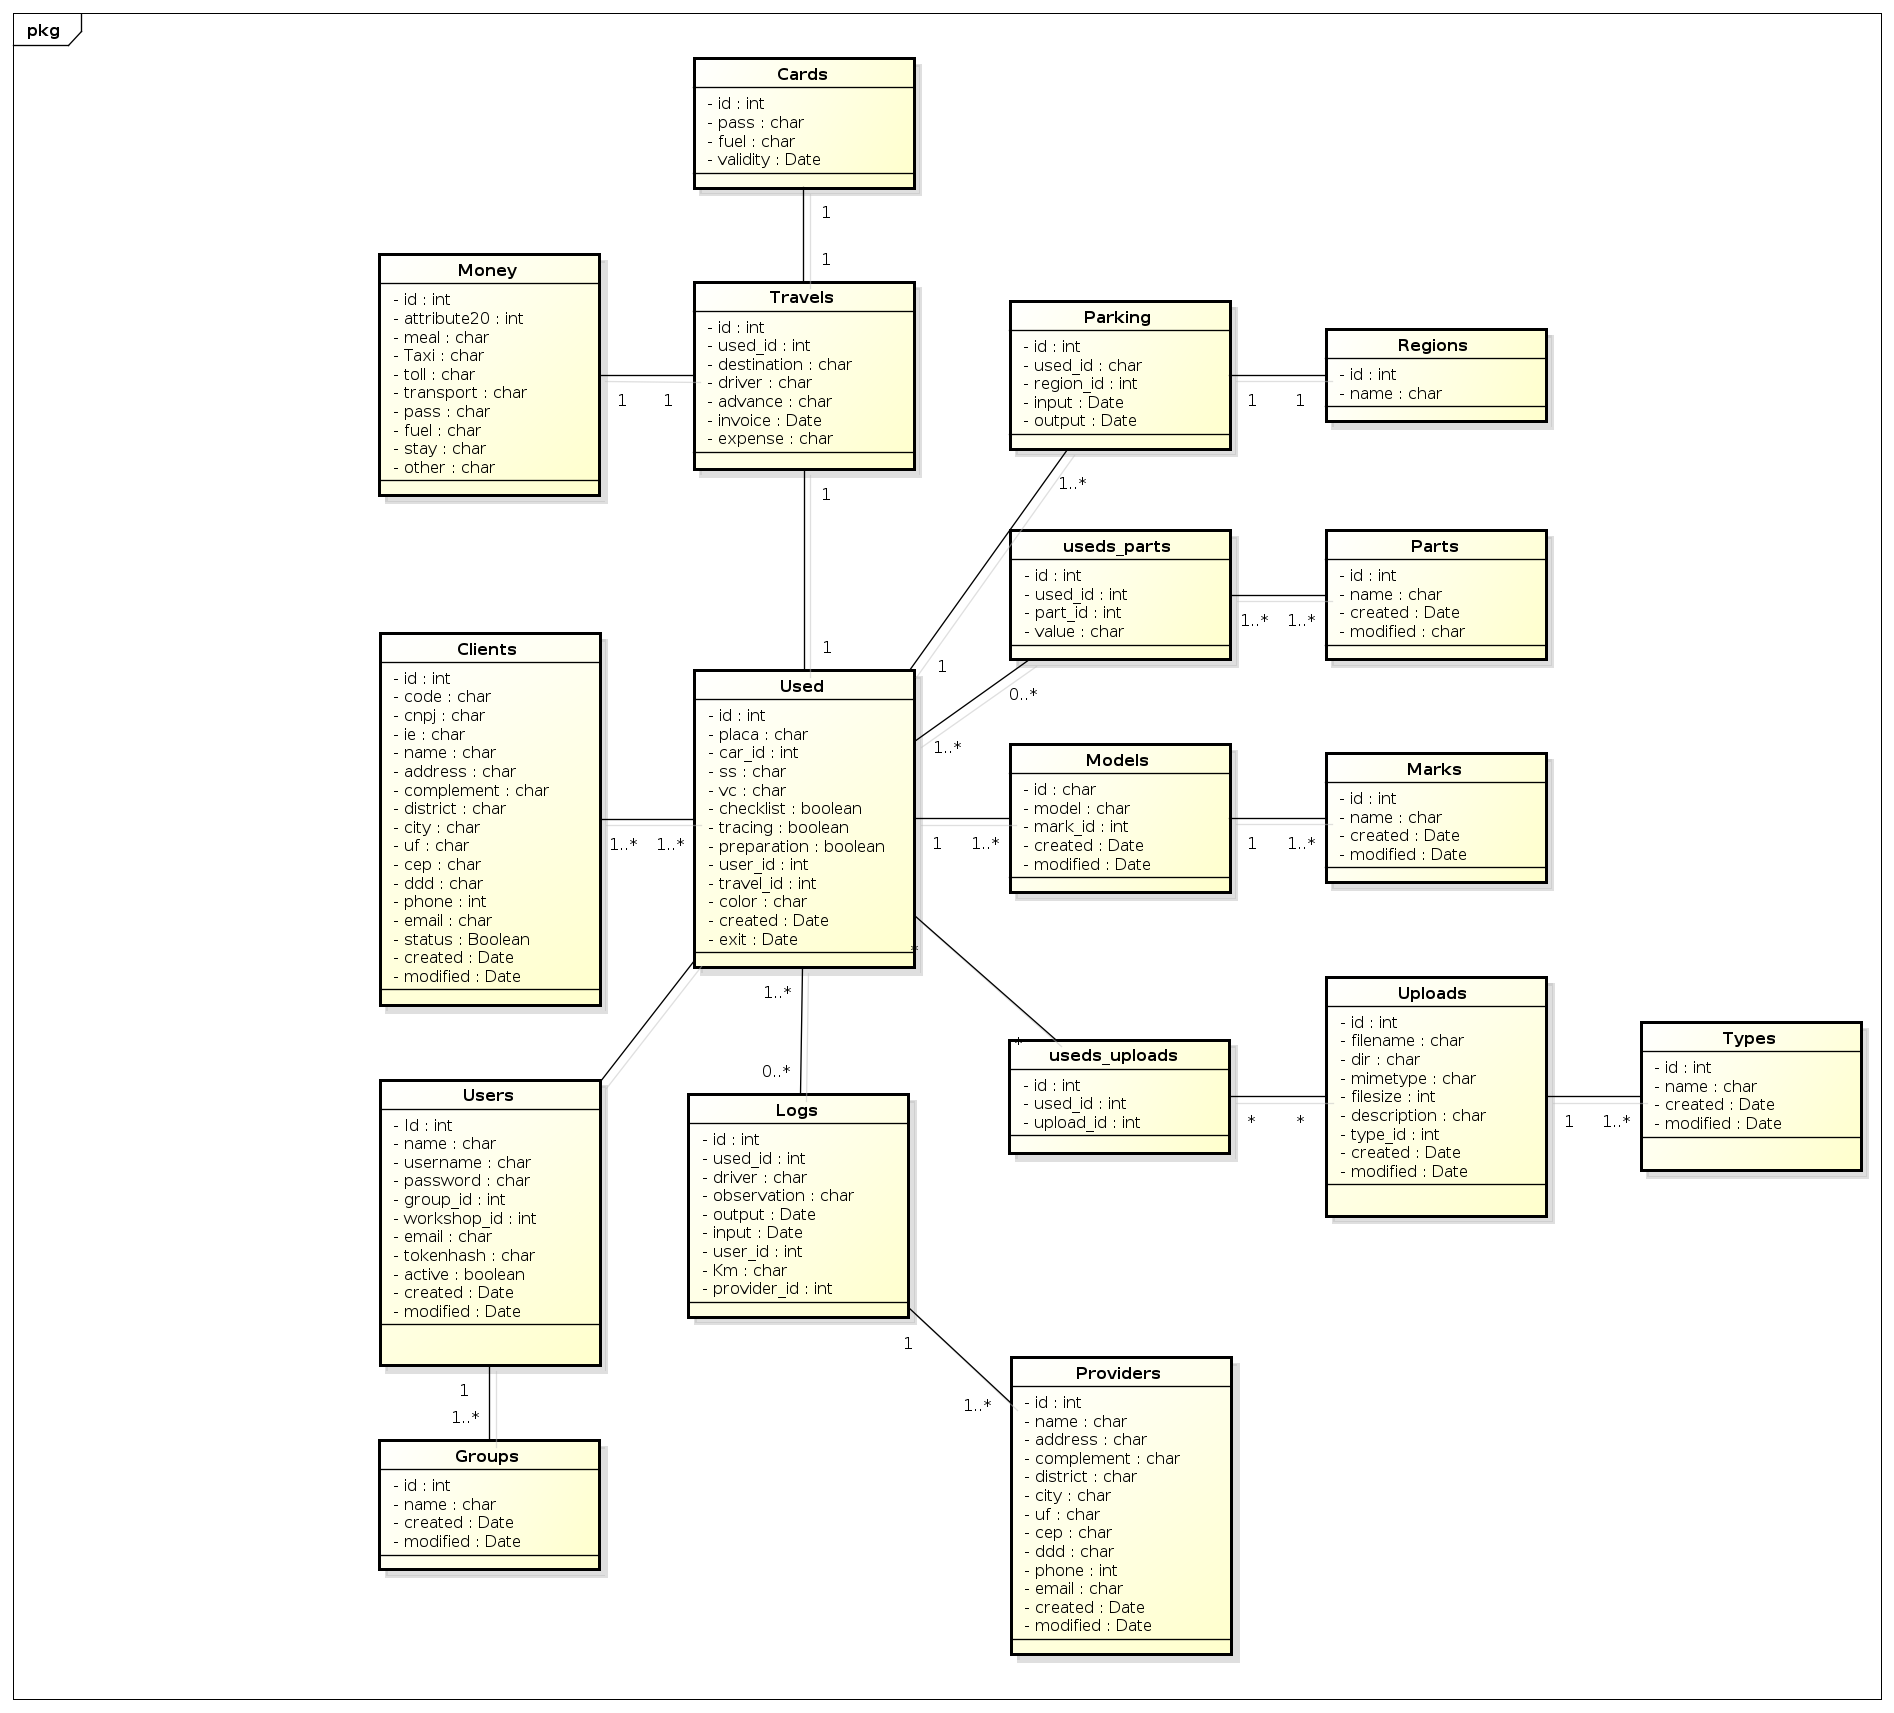 pkg
Cards
- id : int
- pass : char
- fuel : char
- validity : Date
1
1
Money
- id : int
- attribute20 : int
- meal : char
- Taxi : char
- toll : char
- transport : char
- pass : char
- fuel : char
- stay : char
- other : char
1 1
Travels
- id : int
- used_id : int
- destination : char
- driver : char
- advance : char
- invoice : Date
- expense : char
1
1
Parking
- id : int
- used_id : char
- region_id : int
- input : Date
- output : Date
1 1
Regions
- id : int
- name : char
1..*
1
useds_parts
- id : int
- used_id : int
- part_id : int
- value : char
1..* 1..*
Parts
- id : int
- name : char
- created : Date
- modified : char
0..*
1..*
Clients
- id : int
- code : char
- cnpj : char
- ie : char
- name : char
- address : char
- complement : char
- district : char
- city : char
- uf : char
- cep : char
- ddd : char
- phone : int
- email : char
- status : Boolean
- created : Date
- modified : Date
1..* 1..*
Used
- id : int
- placa : char
- car_id : int
- ss : char
- vc : char
- checklist : boolean
- tracing : boolean
- preparation : boolean
- user_id : int
- travel_id : int
- color : char
- created : Date
- exit : Date
1 1..*
Models
- id : char
- model : char
- mark_id : int
- created : Date
- modified : Date
1 1..*
Marks
- id : int
- name : char
- created : Date
- modified : Date
*
*
1..*
0..*
useds_uploads
- id : int
- used_id : int
- upload_id : int
* *
Uploads
- id : int
- filename : char
- dir : char
- mimetype : char
- filesize : int
- description : char
- type_id : int
- created : Date
- modified : Date
1 1..*
Types
- id : int
- name : char
- created : Date
- modified : Date
Users
- Id : int
- name : char
- username : char
- password : char
- group_id : int
- workshop_id : int
- email : char
- tokenhash : char
- active : boolean
- created : Date
- modified : Date
1
1..*
Logs
- id : int
- used_id : int
- driver : char
- observation : char
- output : Date
- input : Date
- user_id : int
- Km : char
- provider_id : int
1
1..*
Groups
- id : int
- name : char
- created : Date
- modified : Date
Providers
- id : int
- name : char
- address : char
- complement : char
- district : char
- city : char
- uf : char
- cep : char
- ddd : char
- phone : int
- email : char
- created : Date
- modified : Date